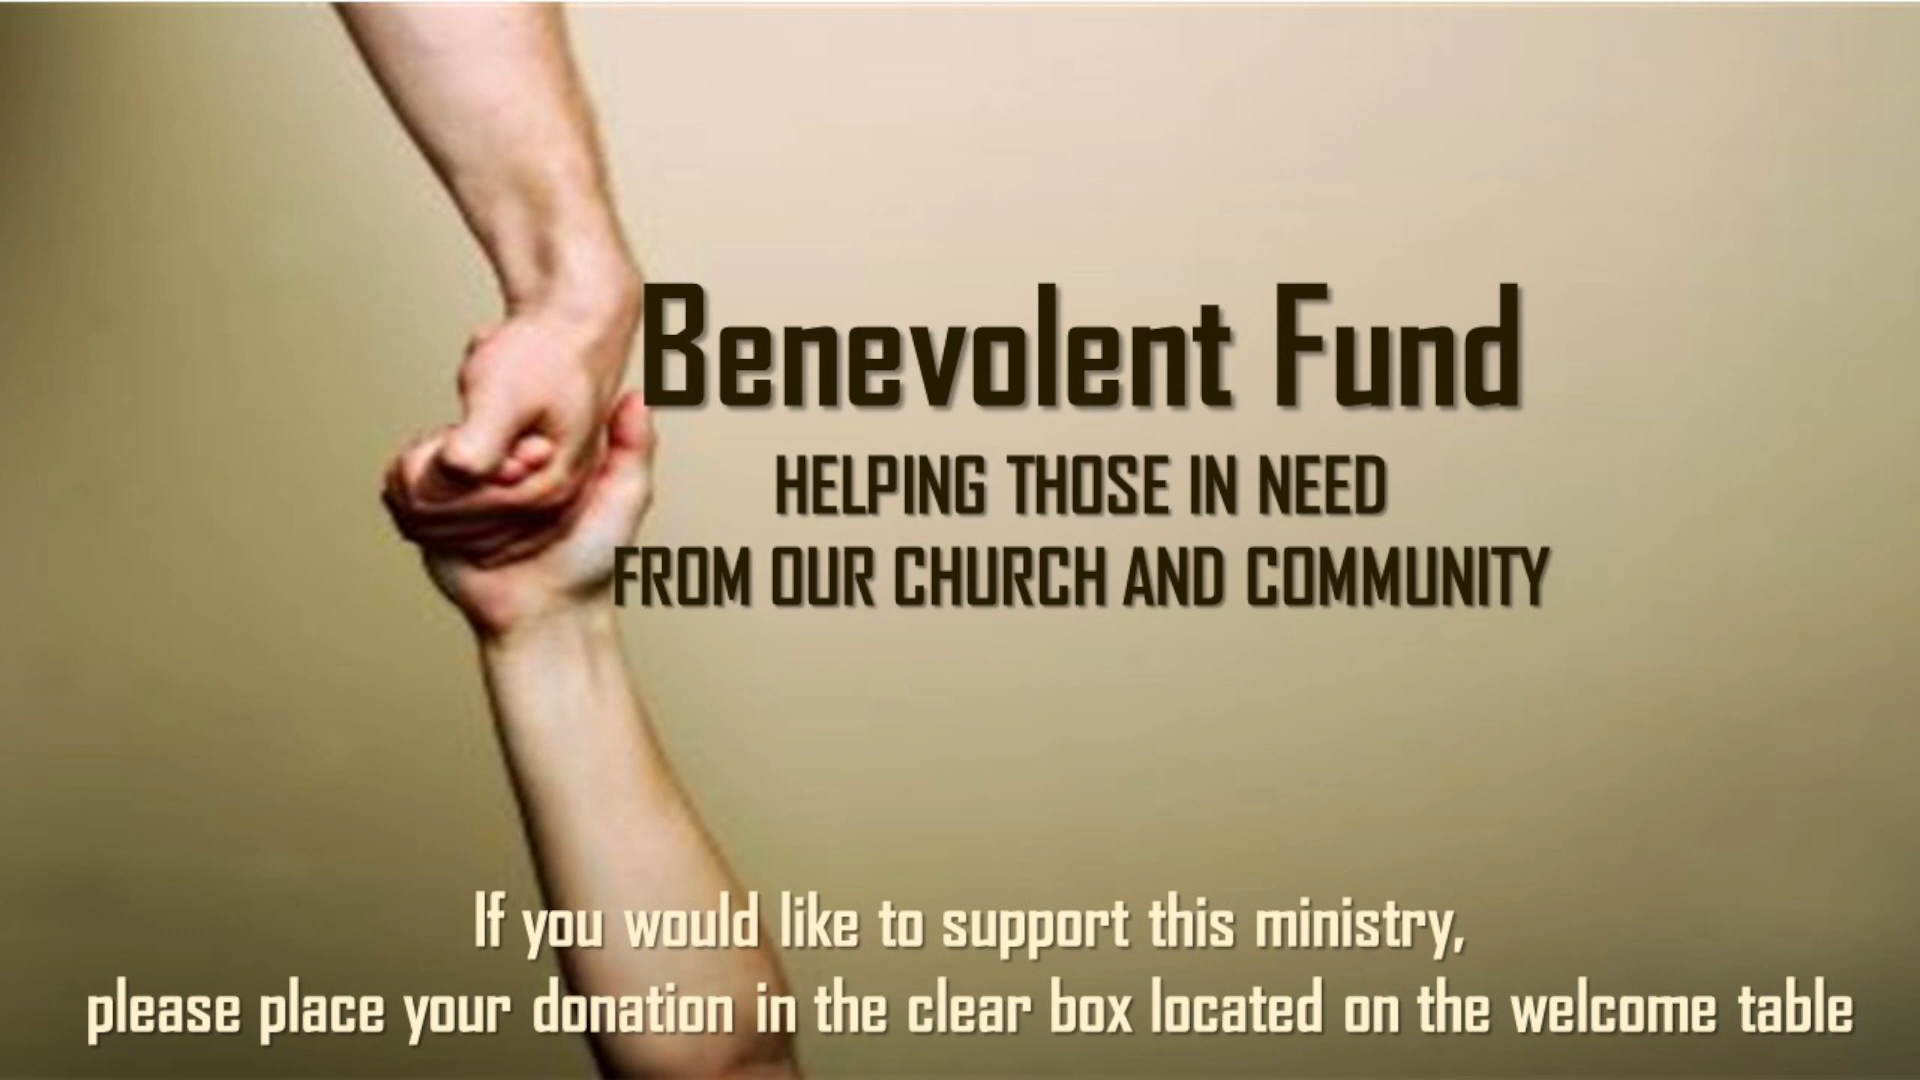 Benevolent Fund
HELPING THOSE IN NEED
FROM OUR CHURCH AND COMMUNITY
If you would like to support this ministry,
please place your donation in the clear box located on the welcome table